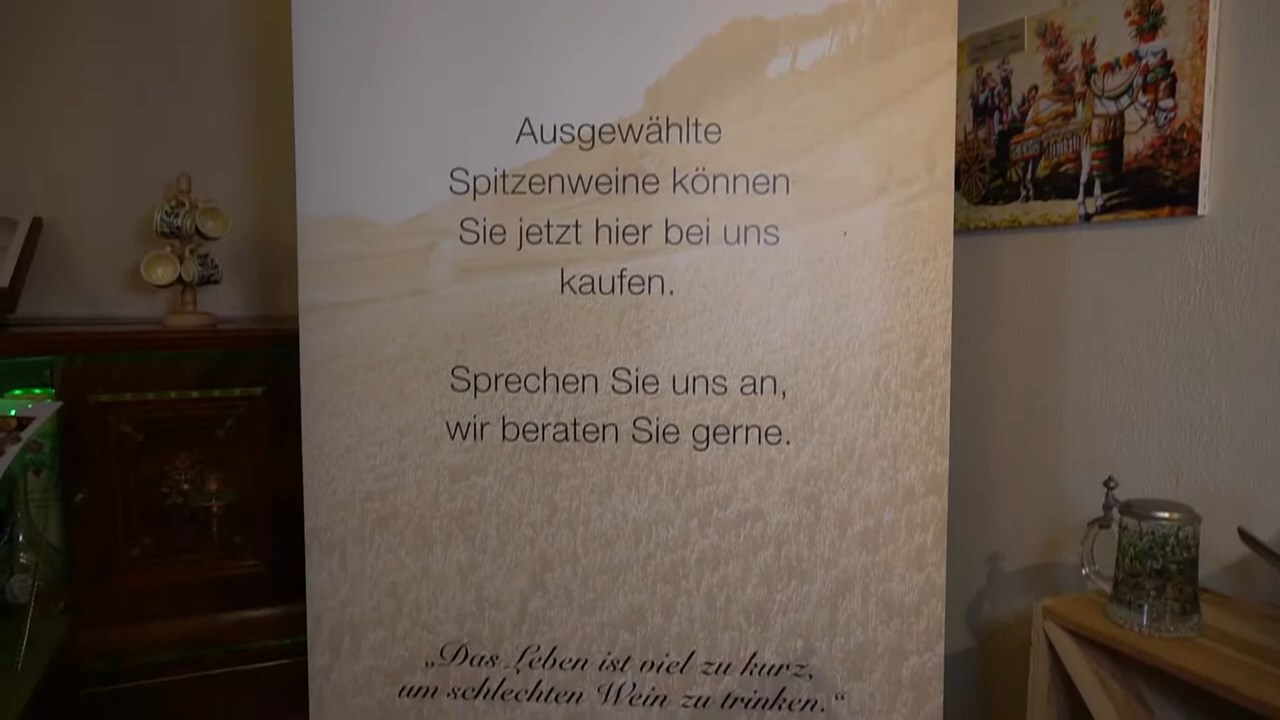 Ausgewählte
Spitzenweine können
Sie jetzt hier bei uns
kaufen.
Sprechen Sie uns an,
wir beraten Sie gerne.
„Das Leben ist viel zu kurz,
um schlechten Wein zu trinken.“